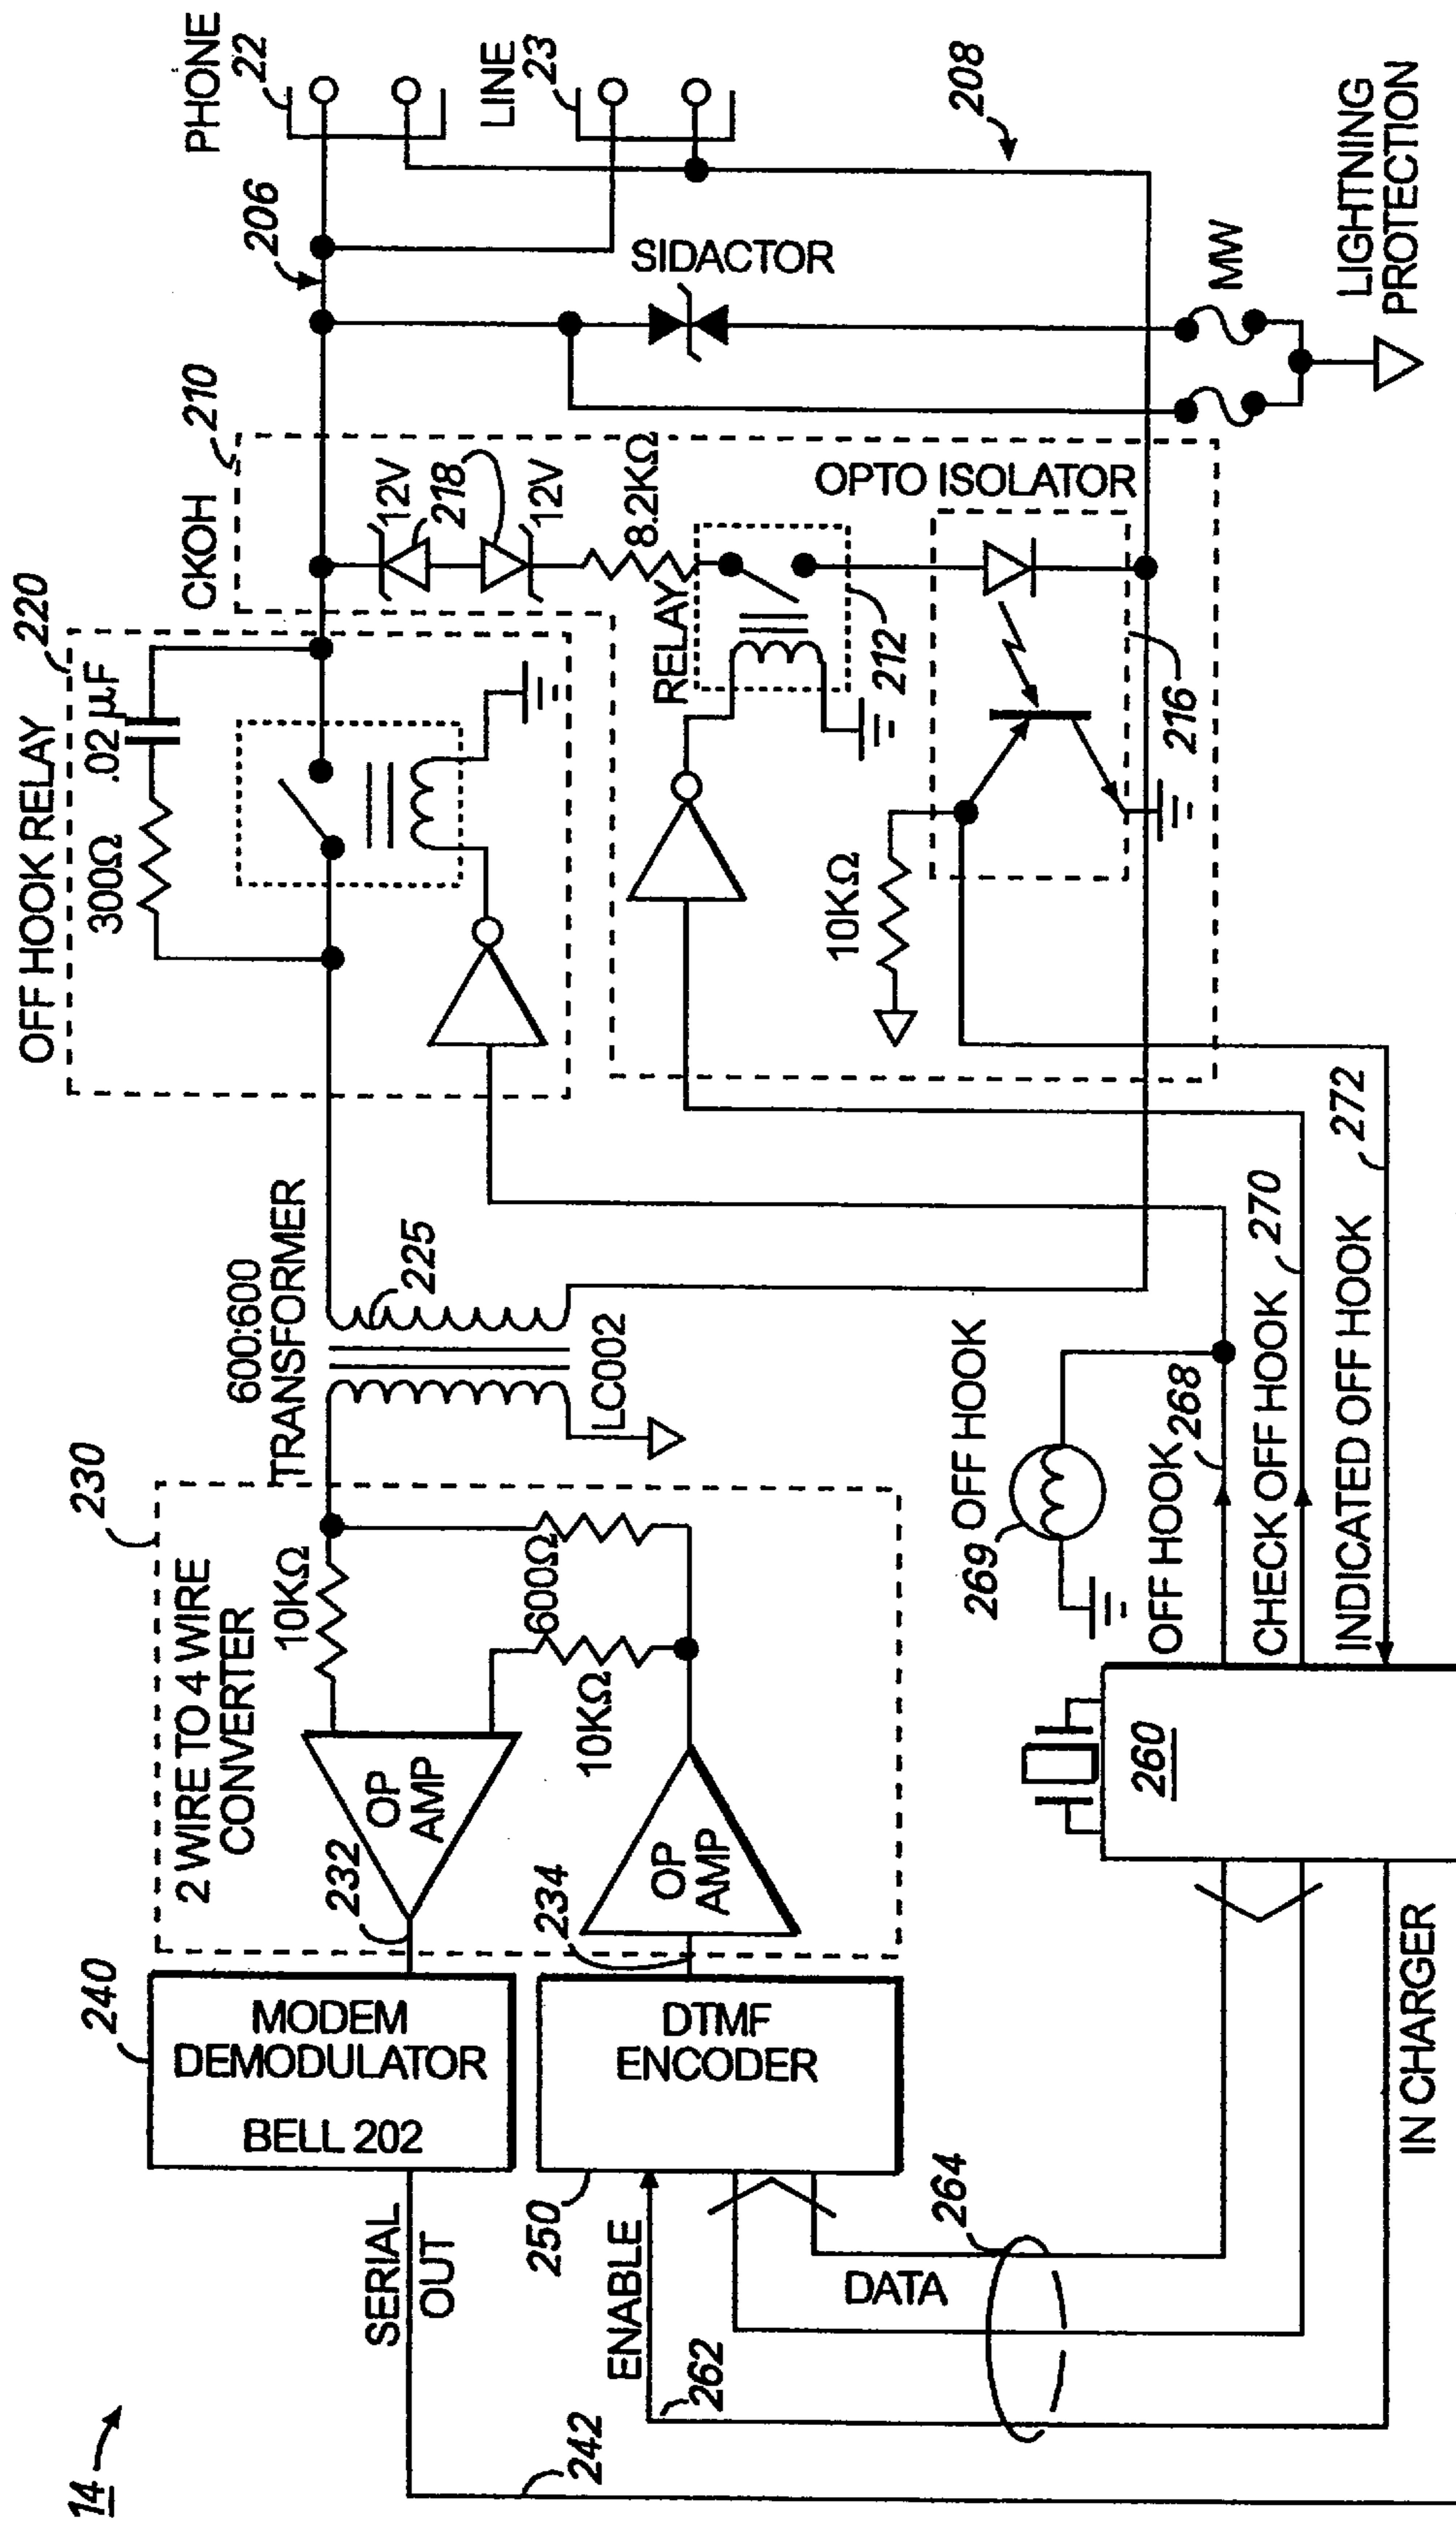 14
242
SERIAL
OUT
240
MODEM
DEMODULATOR
BELL 202
232
230
2 WIRE TO 4 WIRE
CONVERTER
OP
AMP
10KΩ
600Ω
10KΩ
OP
AMP
234
250
DTMF
ENCODER
ENABLE
262
DATA
264
600:600
TRANSFORMER
225
LC002
OFF HOOK RELAY
220
300Ω
.02 µF
CKOH
210
12V
218
12V
8.2KΩ
RELAY
212
OPTO ISOLATOR
216
10KΩ
206
PHONE
22
LINE
23
SIDACTOR
208
MW
LIGHTNING
PROTECTION
269
OFF HOOK
OFF HOOK
268
CHECK OFF HOOK
270
INDICATED OFF HOOK
272
260
IN CHARGER